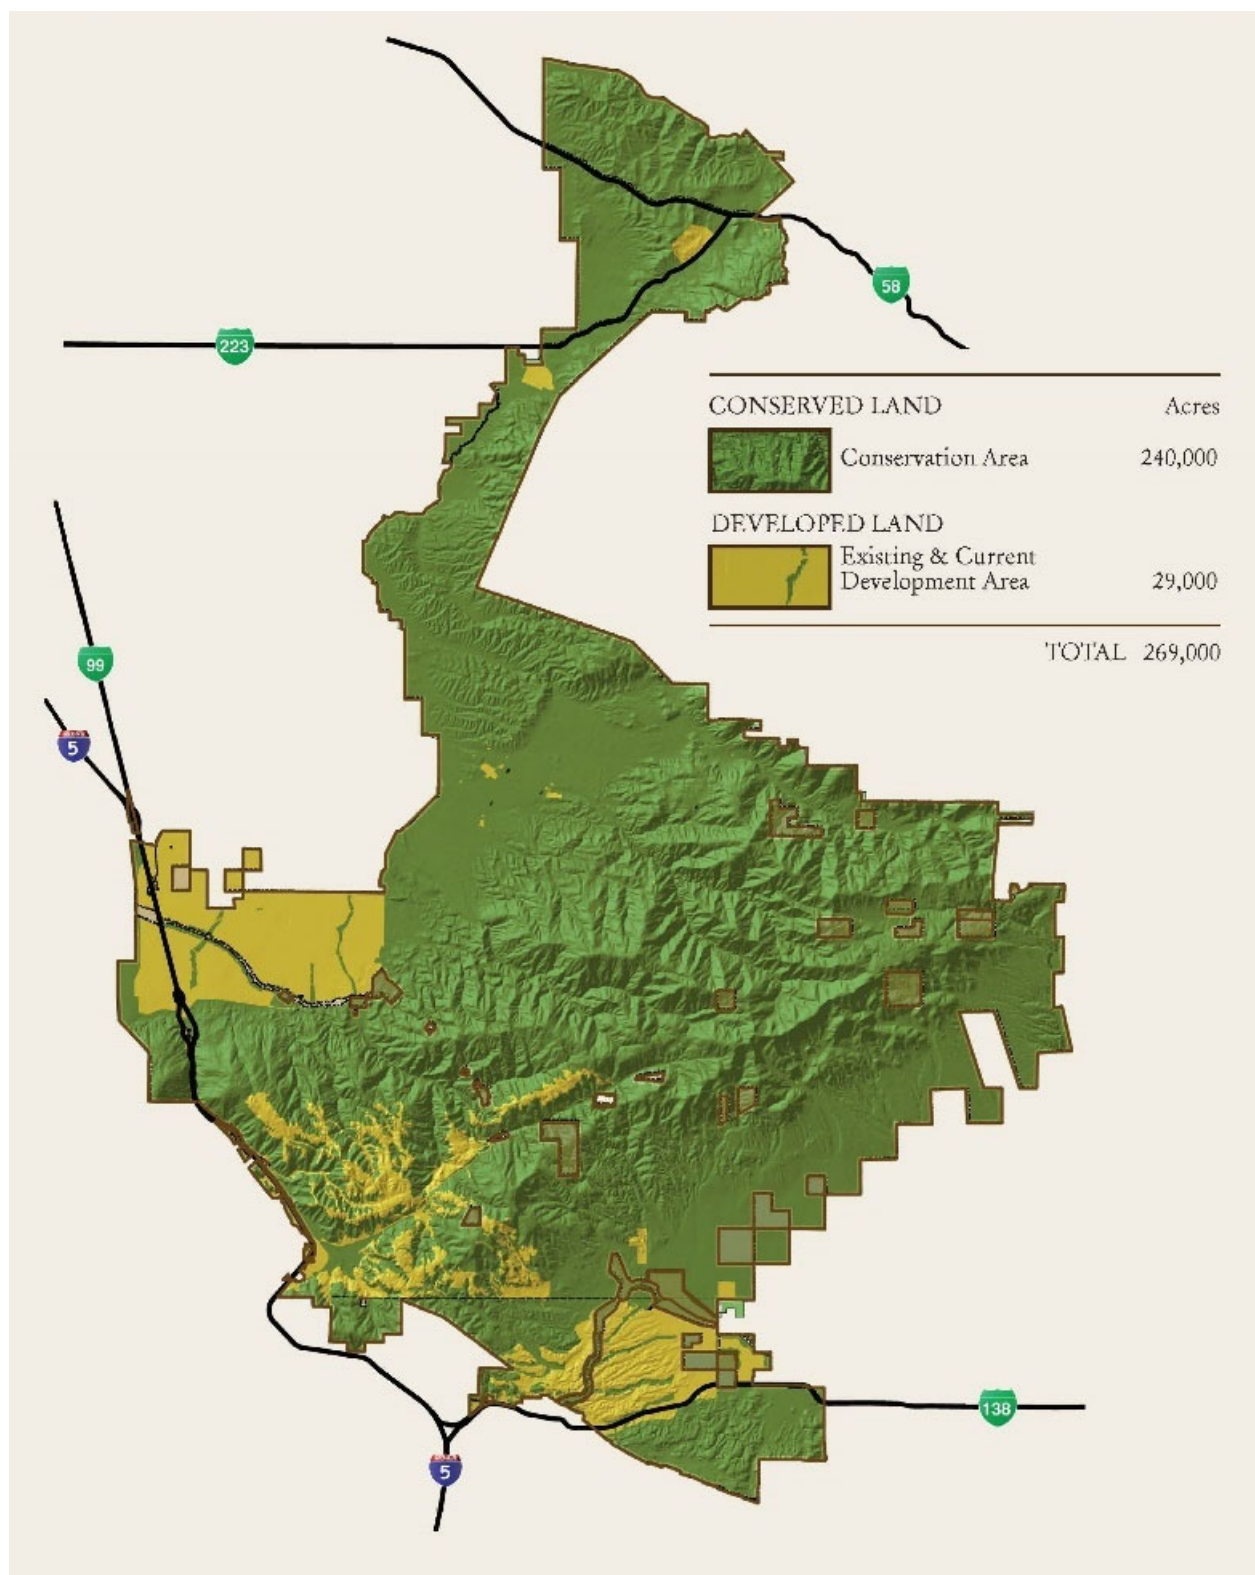 58
223
CONSERVED LAND Acres
Conservation Area 240,000
DEVELOPED LAND
Existing & Current
Development Area 29,000
TOTAL 269,000
99
5
138
5